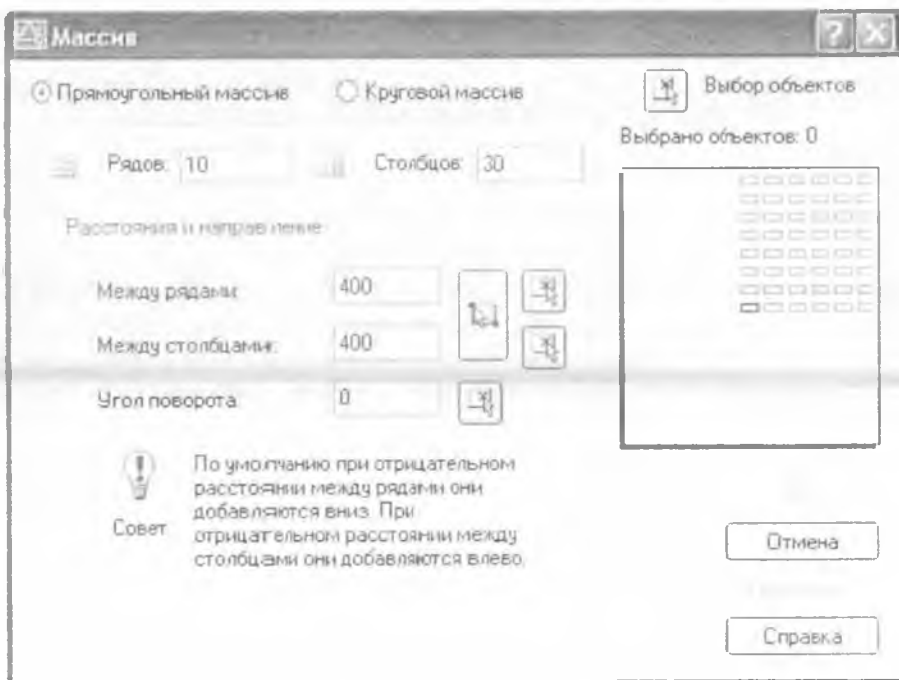 Массив
Прямоугольный массив
Круговой массив
Выбор объектов
Выбрано объектов: 0
Рядов: 10
Столбцов: 30
Расстояния и направление
Между рядами: 400
Между столбцами: 400
Угол поворота: 0
Совет
По умолчанию при отрицательном
расстоянии между рядами они
добавляются вниз. При
отрицательном расстоянии между
столбцами они добавляются влево.
Отмена
Справка